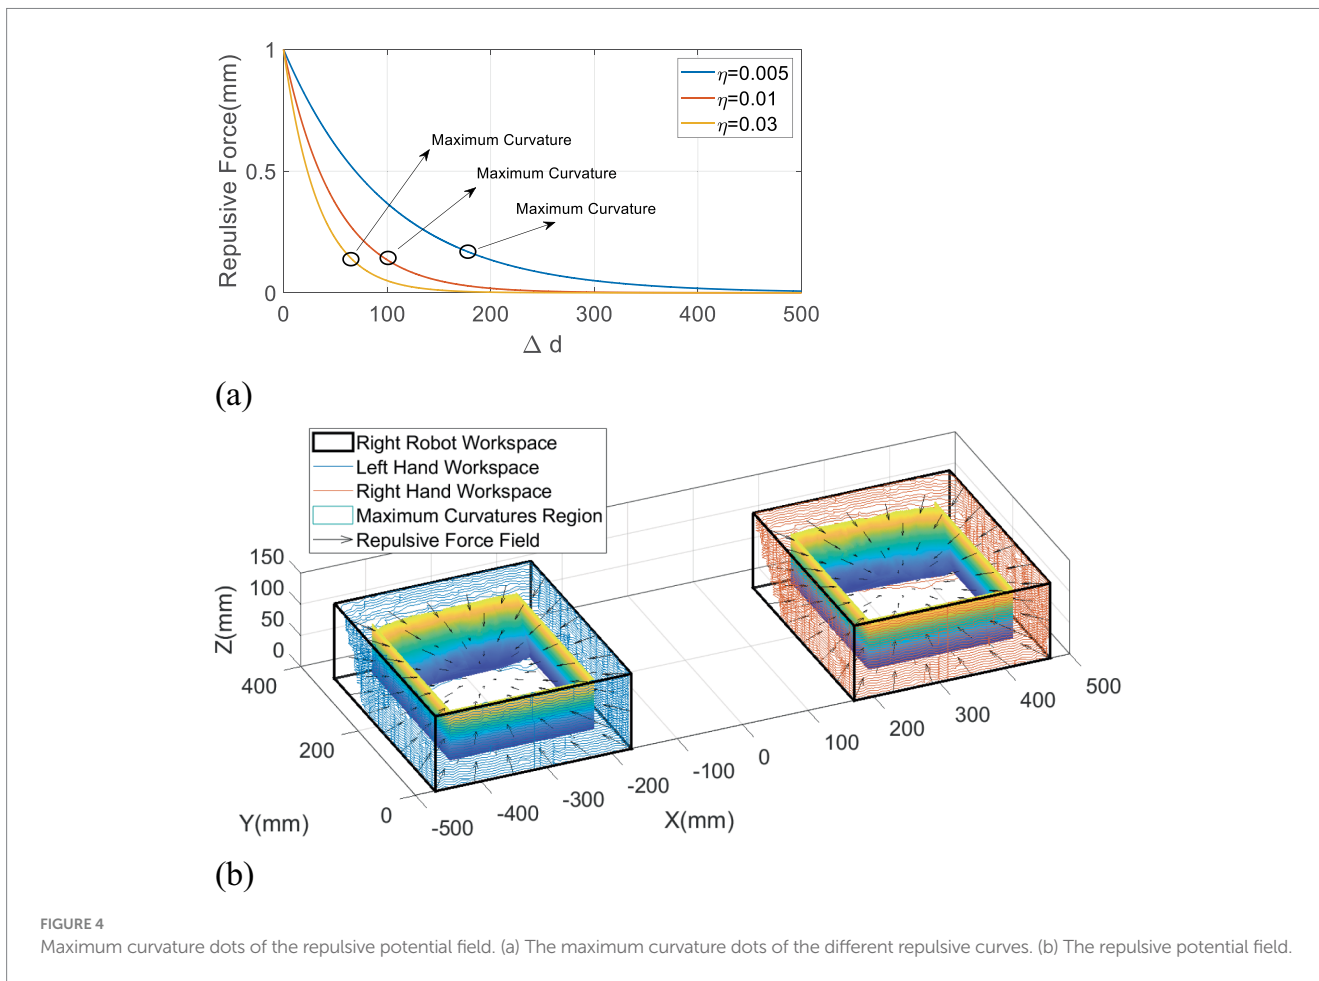 1
0.5
0
Repulsive Force(mm)
η=0.005
η=0.01
η=0.03
Maximum Curvature
Maximum Curvature
Maximum Curvature
0 100 200 300 400 500
Δ d
(a)
Right Robot Workspace
Left Hand Workspace
Right Hand Workspace
Maximum Curvatures Region
Repulsive Force Field
150
100
50
0
Z(mm)
400
200
0
Y(mm)
-500 -400 -300 -200 -100 0 100 200 300 400 500
X(mm)
(b)
FIGURE 4
Maximum curvature dots of the repulsive potential field. (a) The maximum curvature dots of the different repulsive curves. (b) The repulsive potential field.